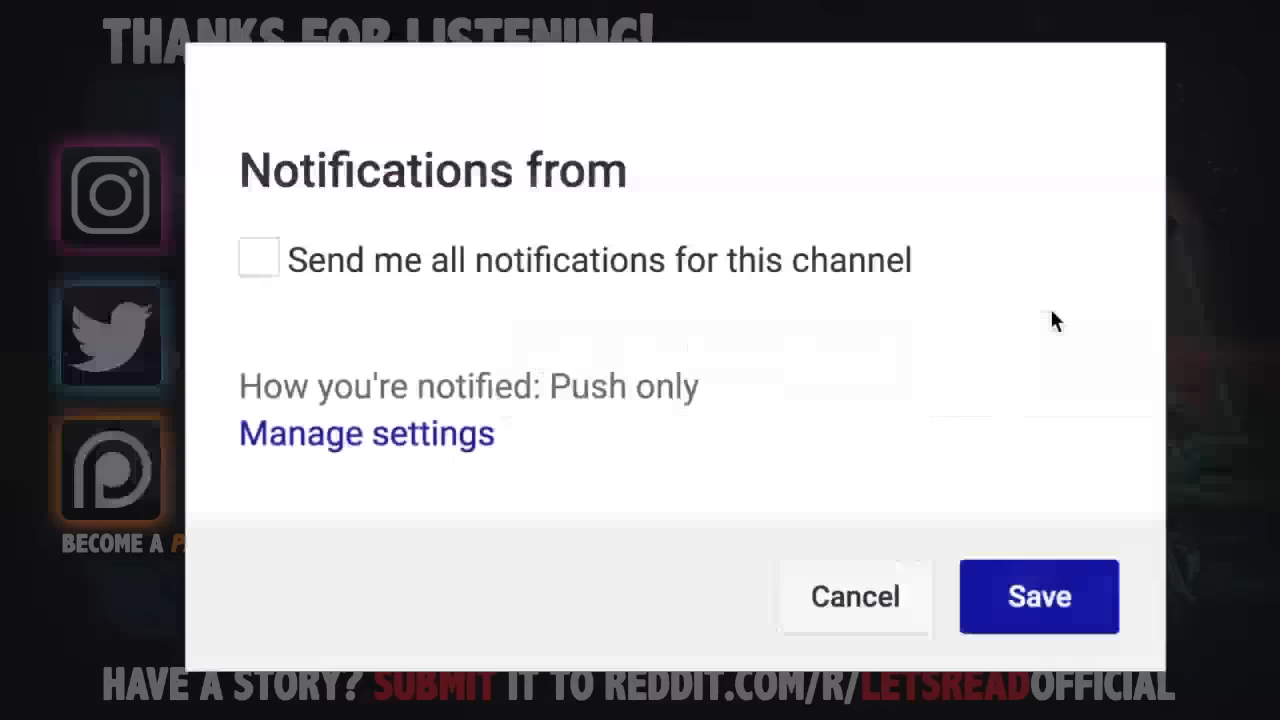 THANKS FOR LISTENING!
Notifications from
Send me all notifications for this channel
How you're notified: Push only
Manage settings
BECOME A
Cancel
Save
HAVE A STORY? SUBMIT IT TO REDDIT.COM/R/LETSREADOFFICIAL